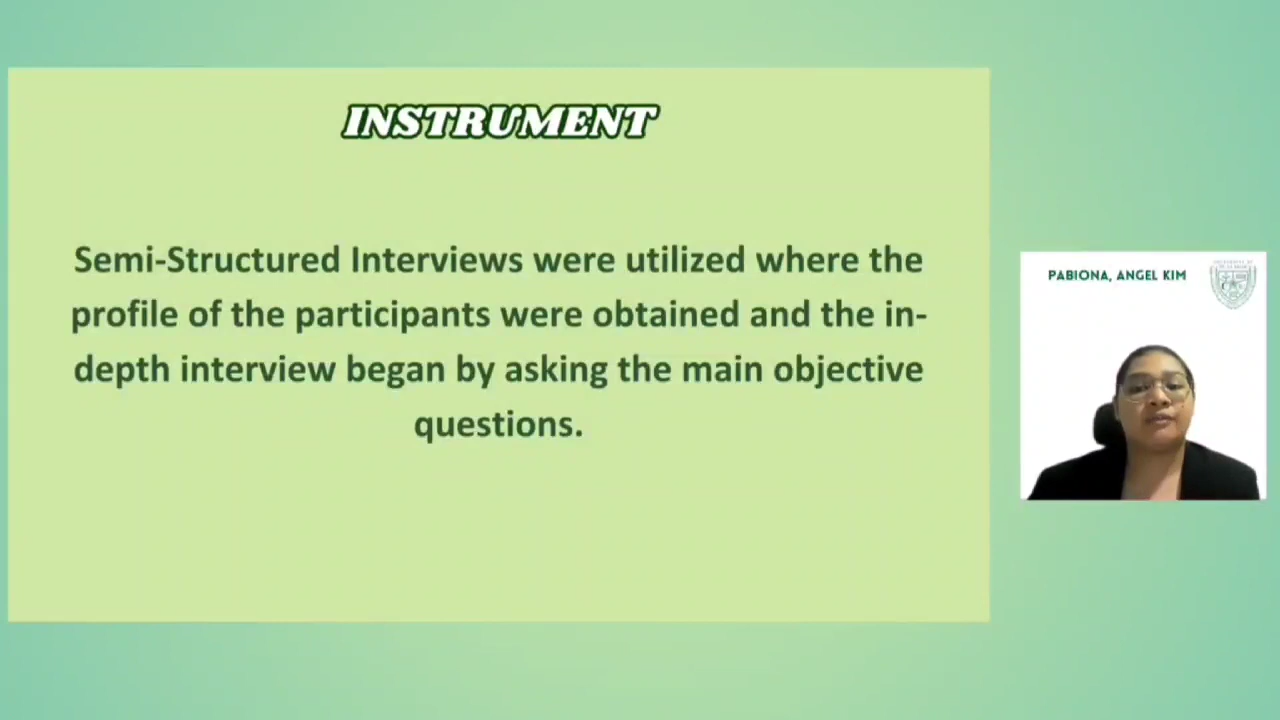 INSTRUMENT
Semi-Structured Interviews were utilized where the
profile of the participants were obtained and the in-
depth interview began by asking the main objective
questions.
PABIONA, ANGEL KIM